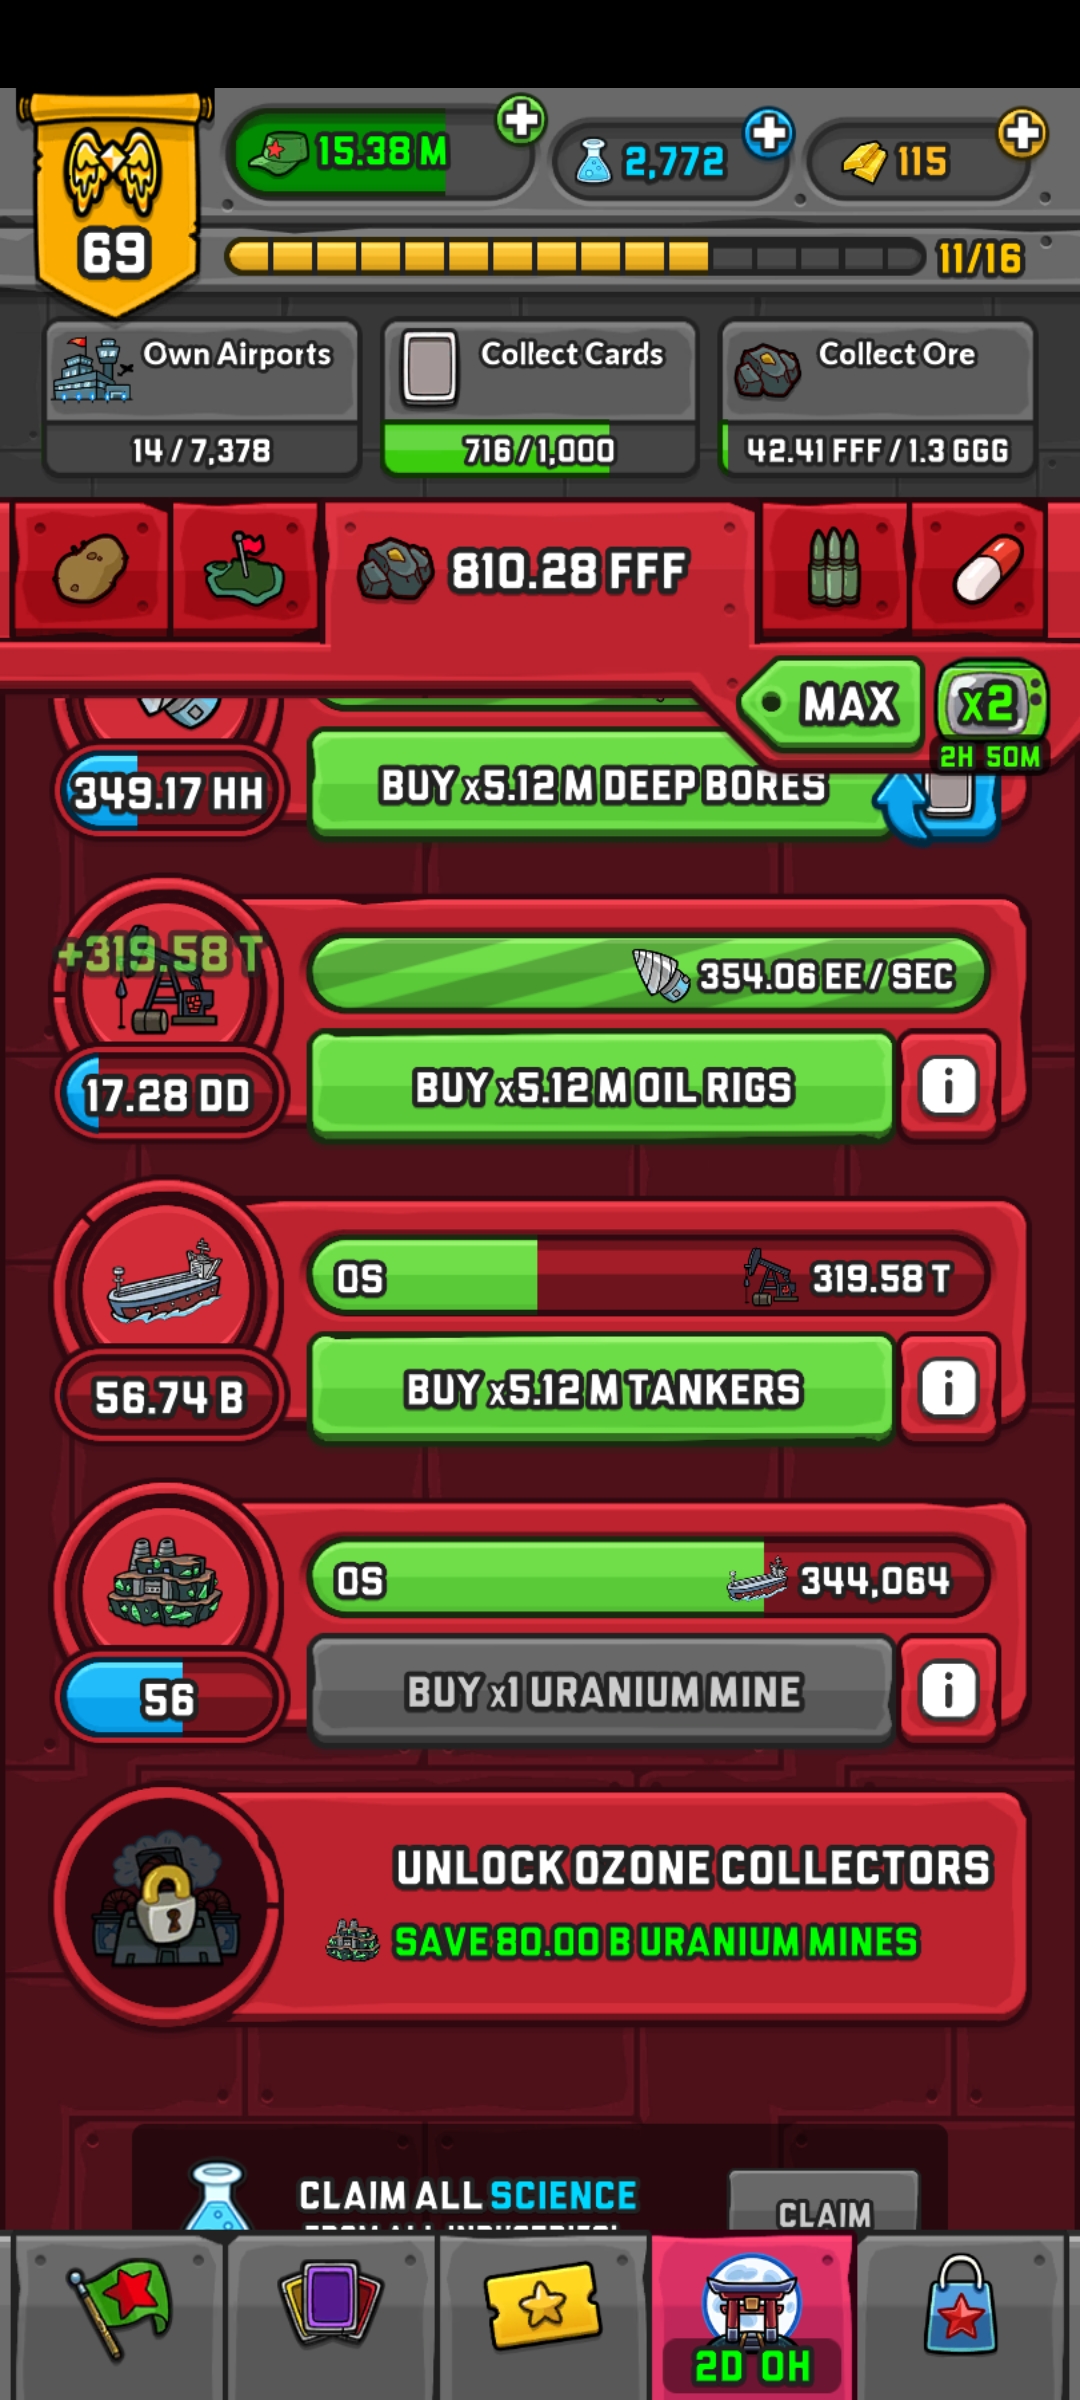 15.38 M
2,772
115
69
11/16
Own Airports
14 / 7,378
Collect Cards
716 / 1,000
Collect Ore
42.41 FFF / 1.3 GGG
810.28 FFF
MAX
x2
2H 50M
349.17 HH
BUY x5.12 M DEEP BORES
+319.58 T
354.06 EE / SEC
17.28 DD
BUY x5.12 M OIL RIGS
i
0S
319.58 T
56.74 B
BUY x5.12 M TANKERS
i
0S
344,064
56
BUY x1 URANIUM MINE
i
UNLOCK OZONE COLLECTORS
SAVE 80.00 B URANIUM MINES
CLAIM ALL SCIENCE
FROM ALL INDUSTRIES!
CLAIM
2D 0H